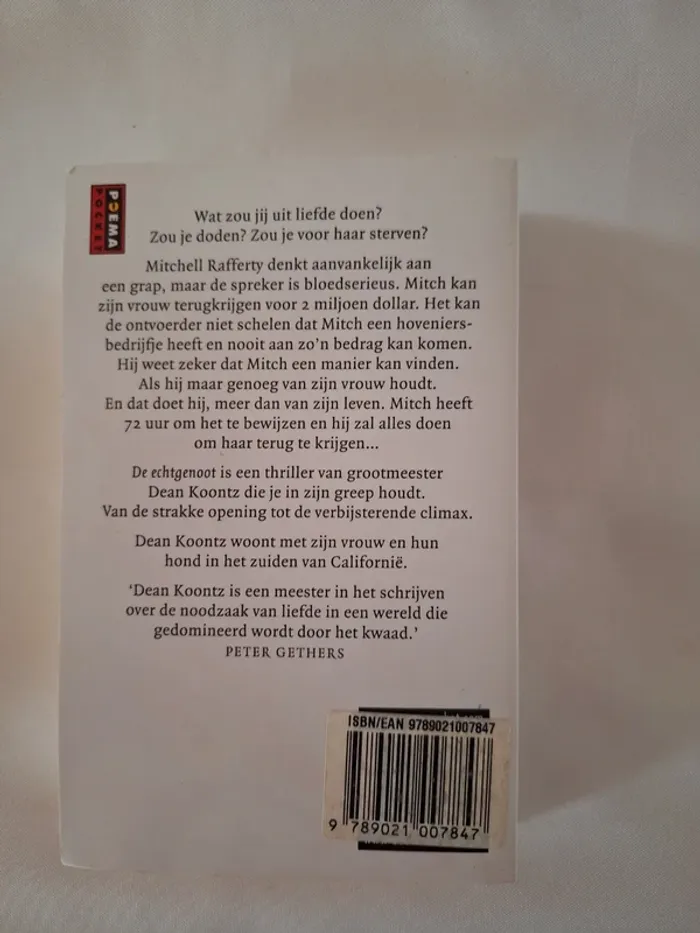 POEMA
POCKET
Wat zou jij uit liefde doen?
Zou je doden? Zou je voor haar sterven?
Mitchell Rafferty denkt aanvankelijk aan
een grap, maar de spreker is bloedserieus. Mitch kan
zijn vrouw terugkrijgen voor 2 miljoen dollar. Het kan
de ontvoerder niet schelen dat Mitch een hoveniers-
bedrijfje heeft en nooit aan zo'n bedrag kan komen.
Hij weet zeker dat Mitch een manier kan vinden.
Als hij maar genoeg van zijn vrouw houdt.
En dat doet hij, meer dan van zijn leven. Mitch heeft
72 uur om het te bewijzen en hij zal alles doen
om haar terug te krijgen...
De echtgenoot is een thriller van grootmeester
Dean Koontz die je in zijn greep houdt.
Van de strakke opening tot de verbijsterende climax.
Dean Koontz woont met zijn vrouw en hun
hond in het zuiden van Californië.
‘Dean Koontz is een meester in het schrijven
over de noodzaak van liefde in een wereld die
gedomineerd wordt door het kwaad.’
PETER GETHERS
ISBN/EAN 9789021007847
9 789021 007847